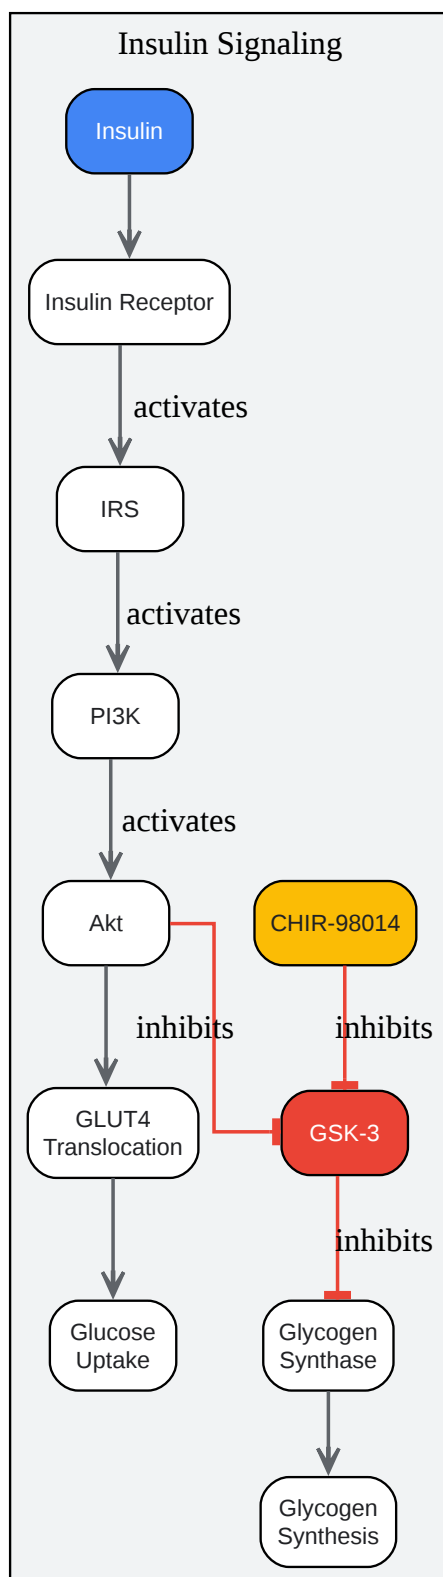 Insulin Signaling
Insulin
Insulin Receptor
activates
IRS
activates
PI3K
activates
Akt
CHIR-98014
inhibits
inhibits
GLUT4
Translocation
GSK-3
inhibits
Glucose
Uptake
Glycogen
Synthase
Glycogen
Synthesis